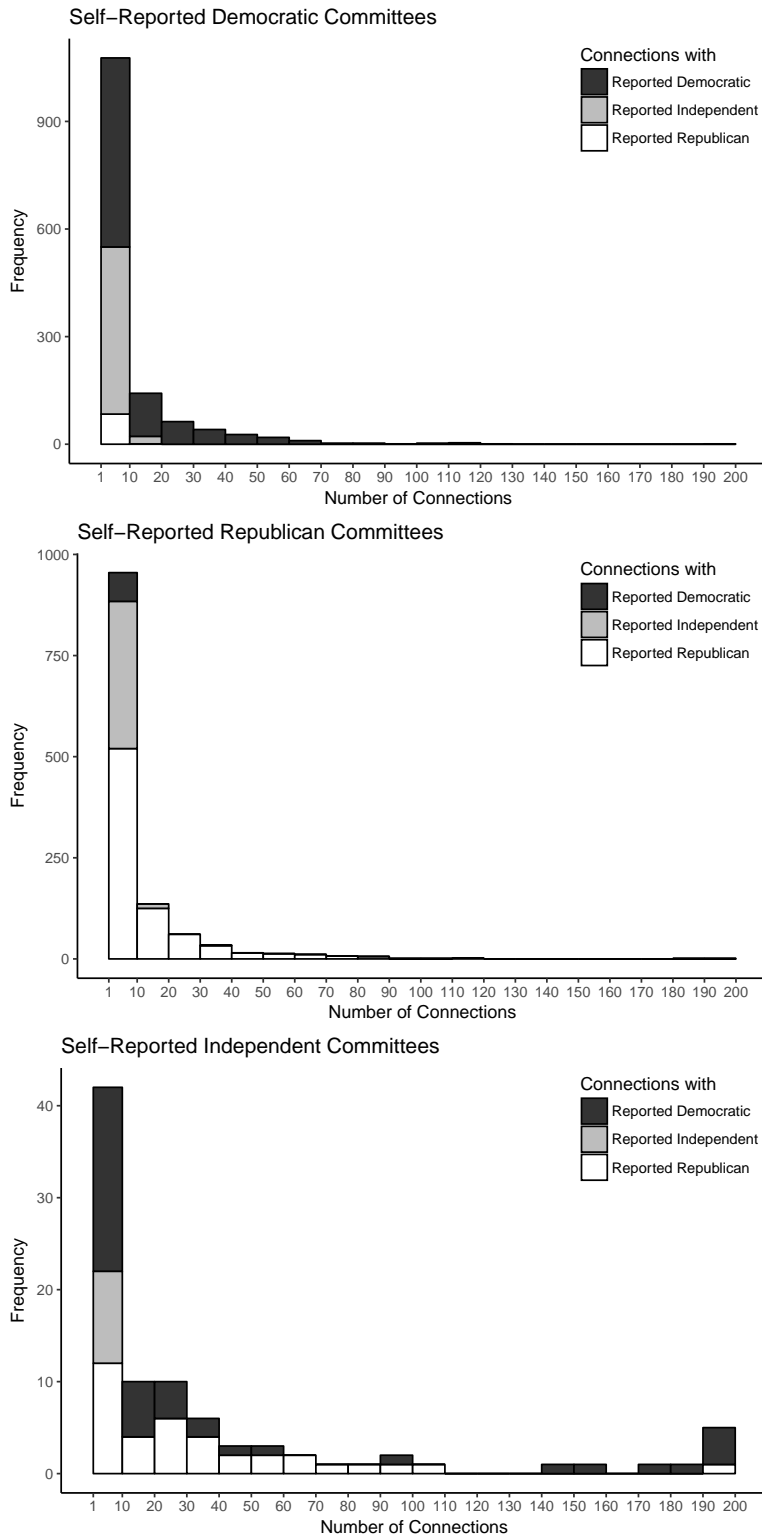 Self−Reported Democratic Committees
Connections with
Reported Democratic
Reported Independent
Reported Republican
900
600
300
0
Frequency
1 10 20 30 40 50 60 70 80 90 100 110 120 130 140 150 160 170 180 190 200
Number of Connections
Self−Reported Republican Committees
Connections with
Reported Democratic
Reported Independent
Reported Republican
1000
750
500
250
0
Frequency
1 10 20 30 40 50 60 70 80 90 100 110 120 130 140 150 160 170 180 190 200
Number of Connections
Self−Reported Independent Committees
Connections with
Reported Democratic
Reported Independent
Reported Republican
40
30
20
10
0
Frequency
1 10 20 30 40 50 60 70 80 90 100 110 120 130 140 150 160 170 180 190 200
Number of Connections